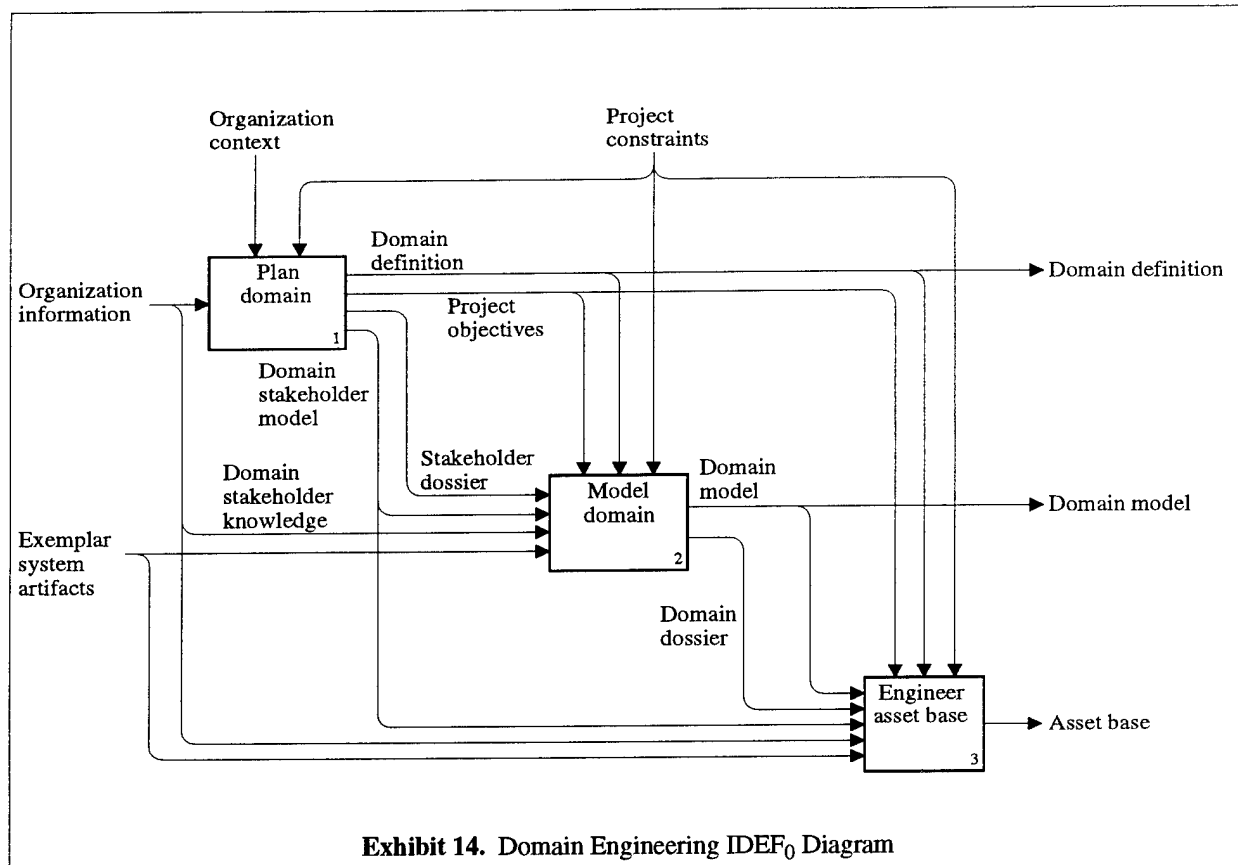 Organization
context
Project
constraints
Domain
definition
Plan
domain
1
Domain definition
Organization
information
Project
objectives
Domain
stakeholder
model
Stakeholder
dossier
Domain
stakeholder
knowledge
Model
domain
2
Domain
model
Domain model
Exemplar
system
artifacts
Domain
dossier
Engineer
asset base
3
Asset base
Exhibit 14. Domain Engineering IDEF0 Diagram